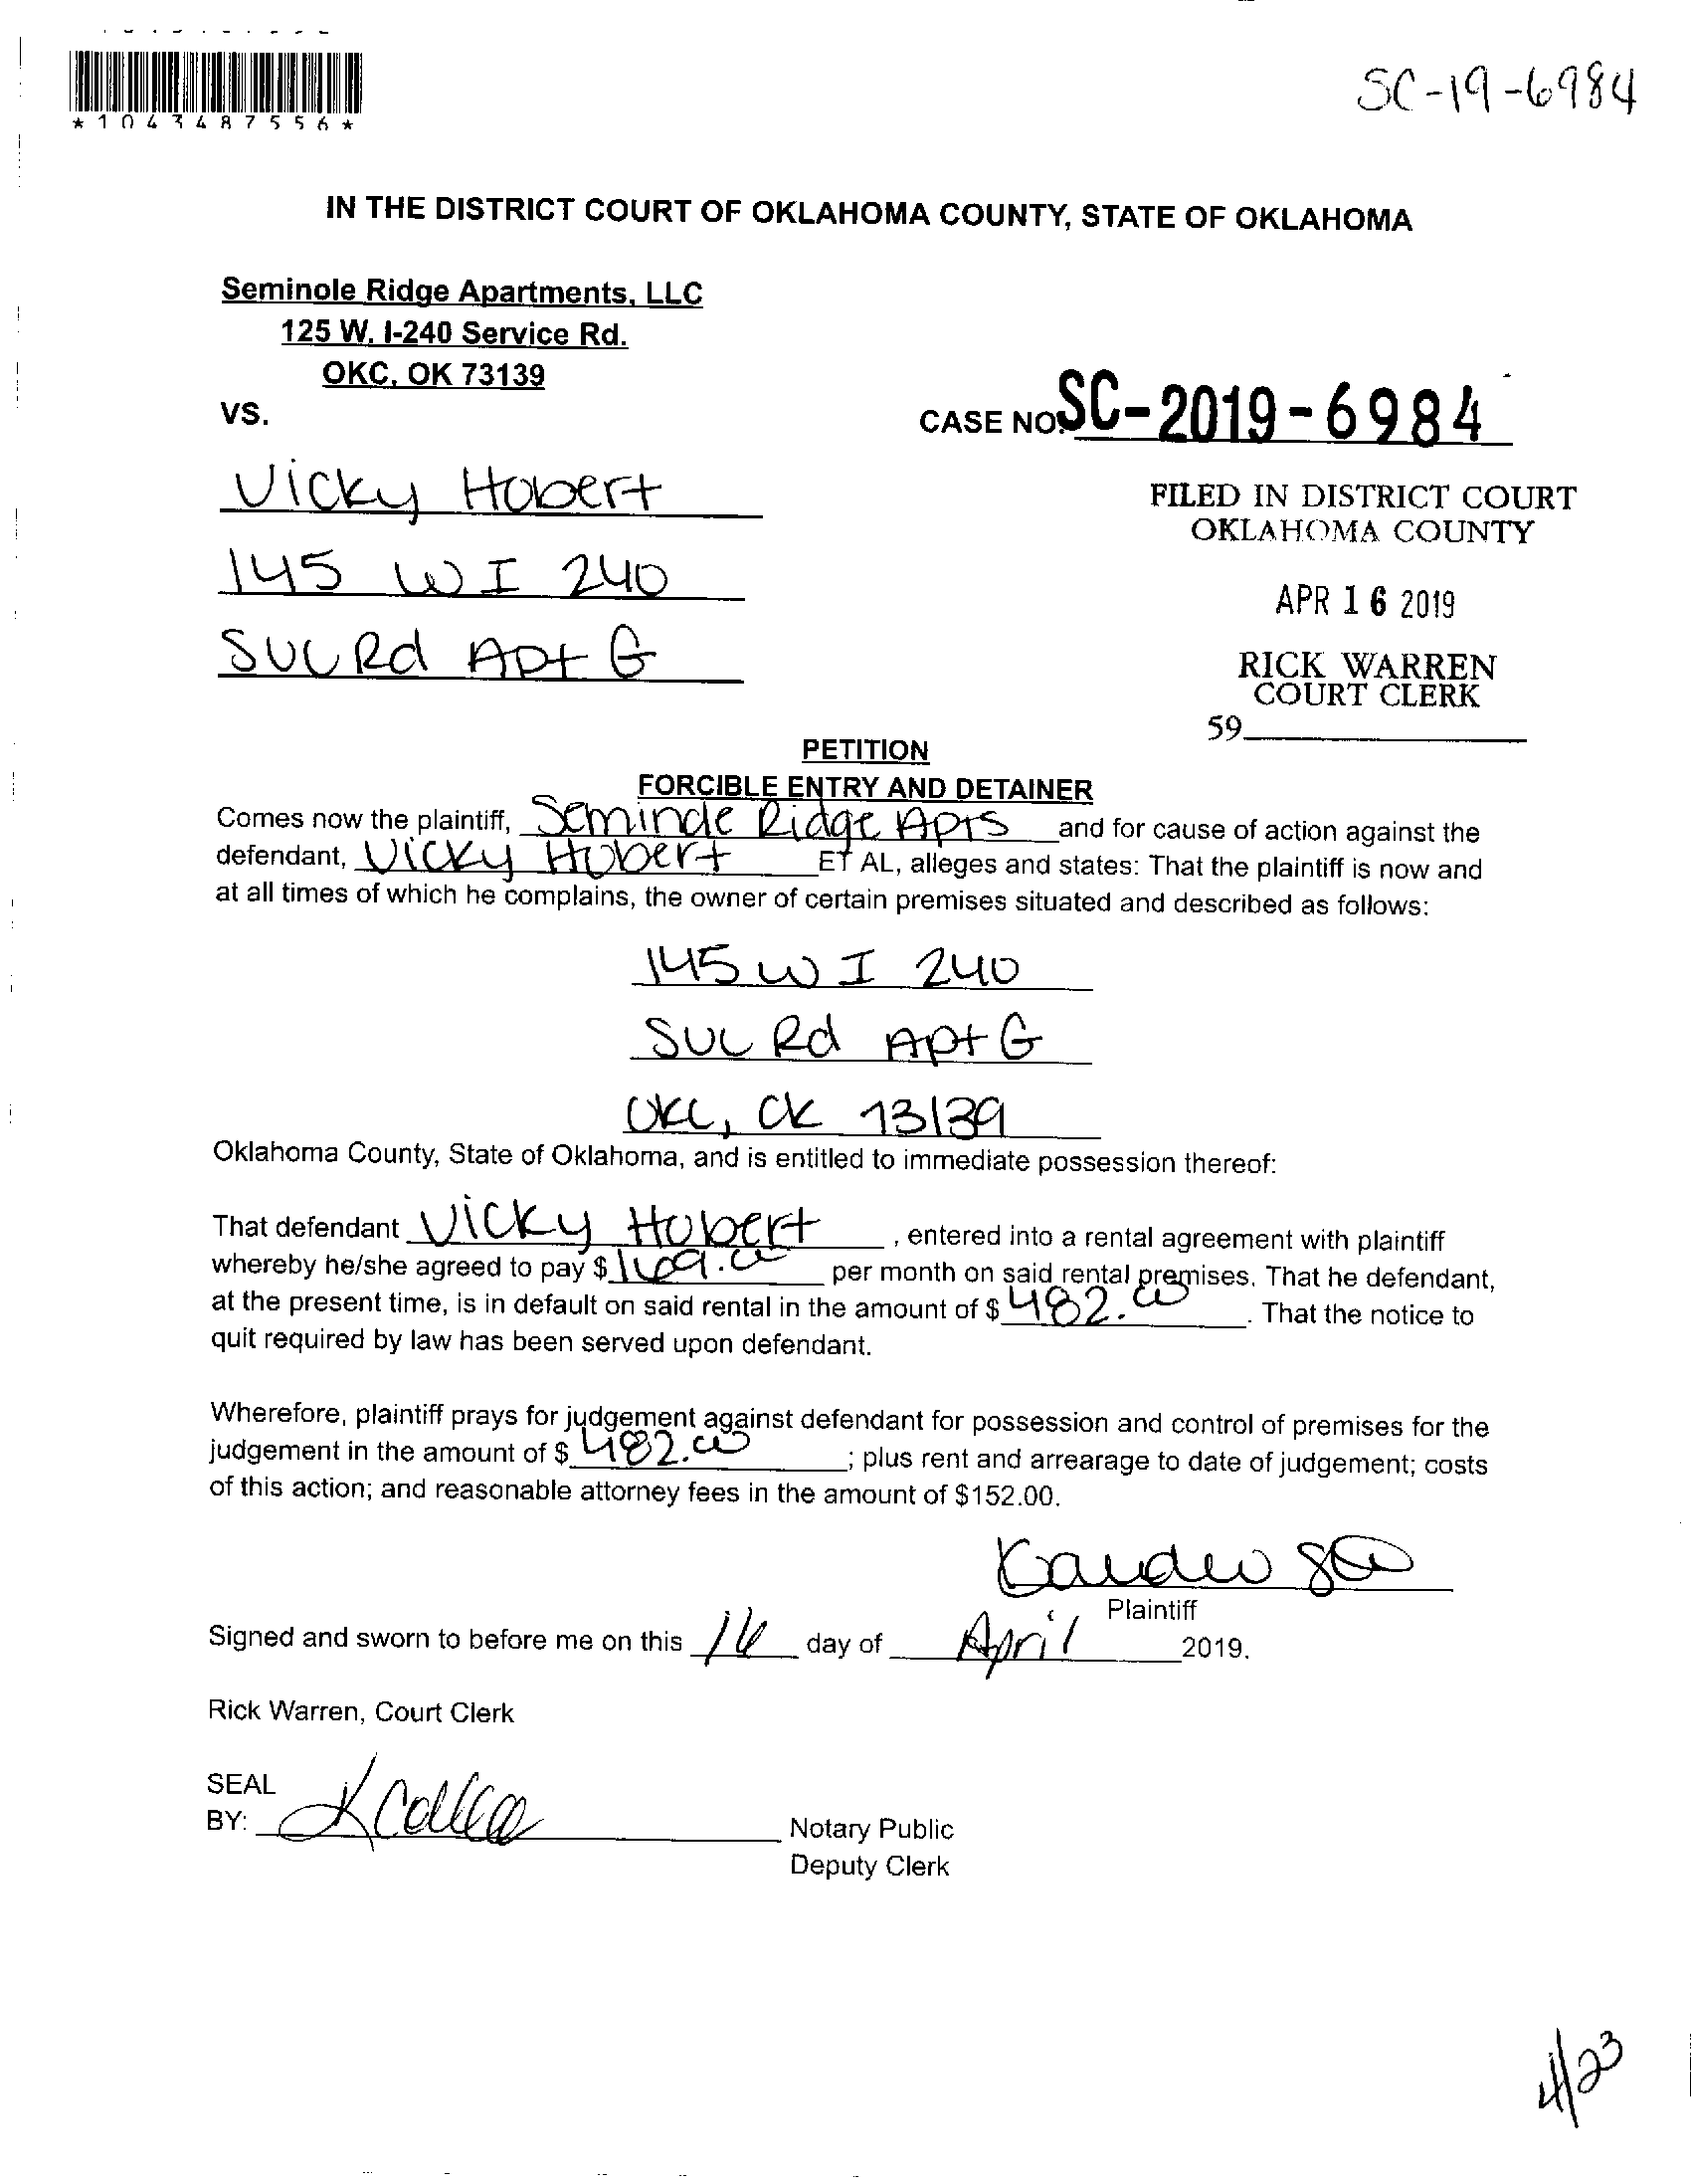 *1043487556*
SC-19-6984
IN THE DISTRICT COURT OF OKLAHOMA COUNTY, STATE OF OKLAHOMA
Seminole Ridge Apartments, LLC
125 W. I-240 Service Rd.
OKC, OK 73139
VS.
CASE NO. SC-2019-6984
Vicky Hobert
145 W I 240
SVC Rd Apt G
FILED IN DISTRICT COURT
OKLAHOMA COUNTY
APR 16 2019
RICK WARREN
COURT CLERK
59
PETITION
FORCIBLE ENTRY AND DETAINER
Comes now the plaintiff, Seminole Ridge Apts and for cause of action against the
defendant, Vicky Hobert ET AL, alleges and states: That the plaintiff is now and
at all times of which he complains, the owner of certain premises situated and described as follows:
145 W I 240
SVC Rd Apt G
OKC, OK 73139
Oklahoma County, State of Oklahoma, and is entitled to immediate possession thereof:
That defendant Vicky Hobert, entered into a rental agreement with plaintiff
whereby he/she agreed to pay $169.00 per month on said rental premises. That he defendant,
at the present time, is in default on said rental in the amount of $482.00. That the notice to
quit required by law has been served upon defendant.
Wherefore, plaintiff prays for judgement against defendant for possession and control of premises for the
judgement in the amount of $482.00; plus rent and arrearage to date of judgement; costs
of this action; and reasonable attorney fees in the amount of $152.00.
Plaintiff
Signed and sworn to before me on this 16 day of April 2019.
Rick Warren, Court Clerk
SEAL
BY:
Notary Public
Deputy Clerk
4/23